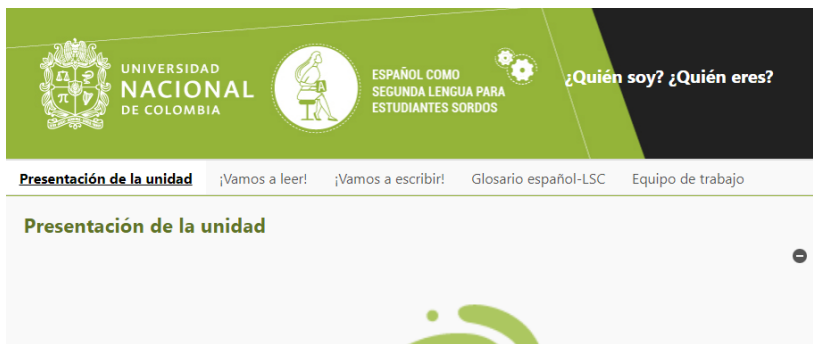 UNIVERSIDAD
NACIONAL
DE COLOMBIA
ESPAÑOL COMO
SEGUNDA LENGUA PARA
ESTUDIANTES SORDOS
¿Quién soy? ¿Quién eres?
Presentación de la unidad ¡Vamos a leer! ¡Vamos a escribir! Glosario español-LSC Equipo de trabajo
Presentación de la unidad